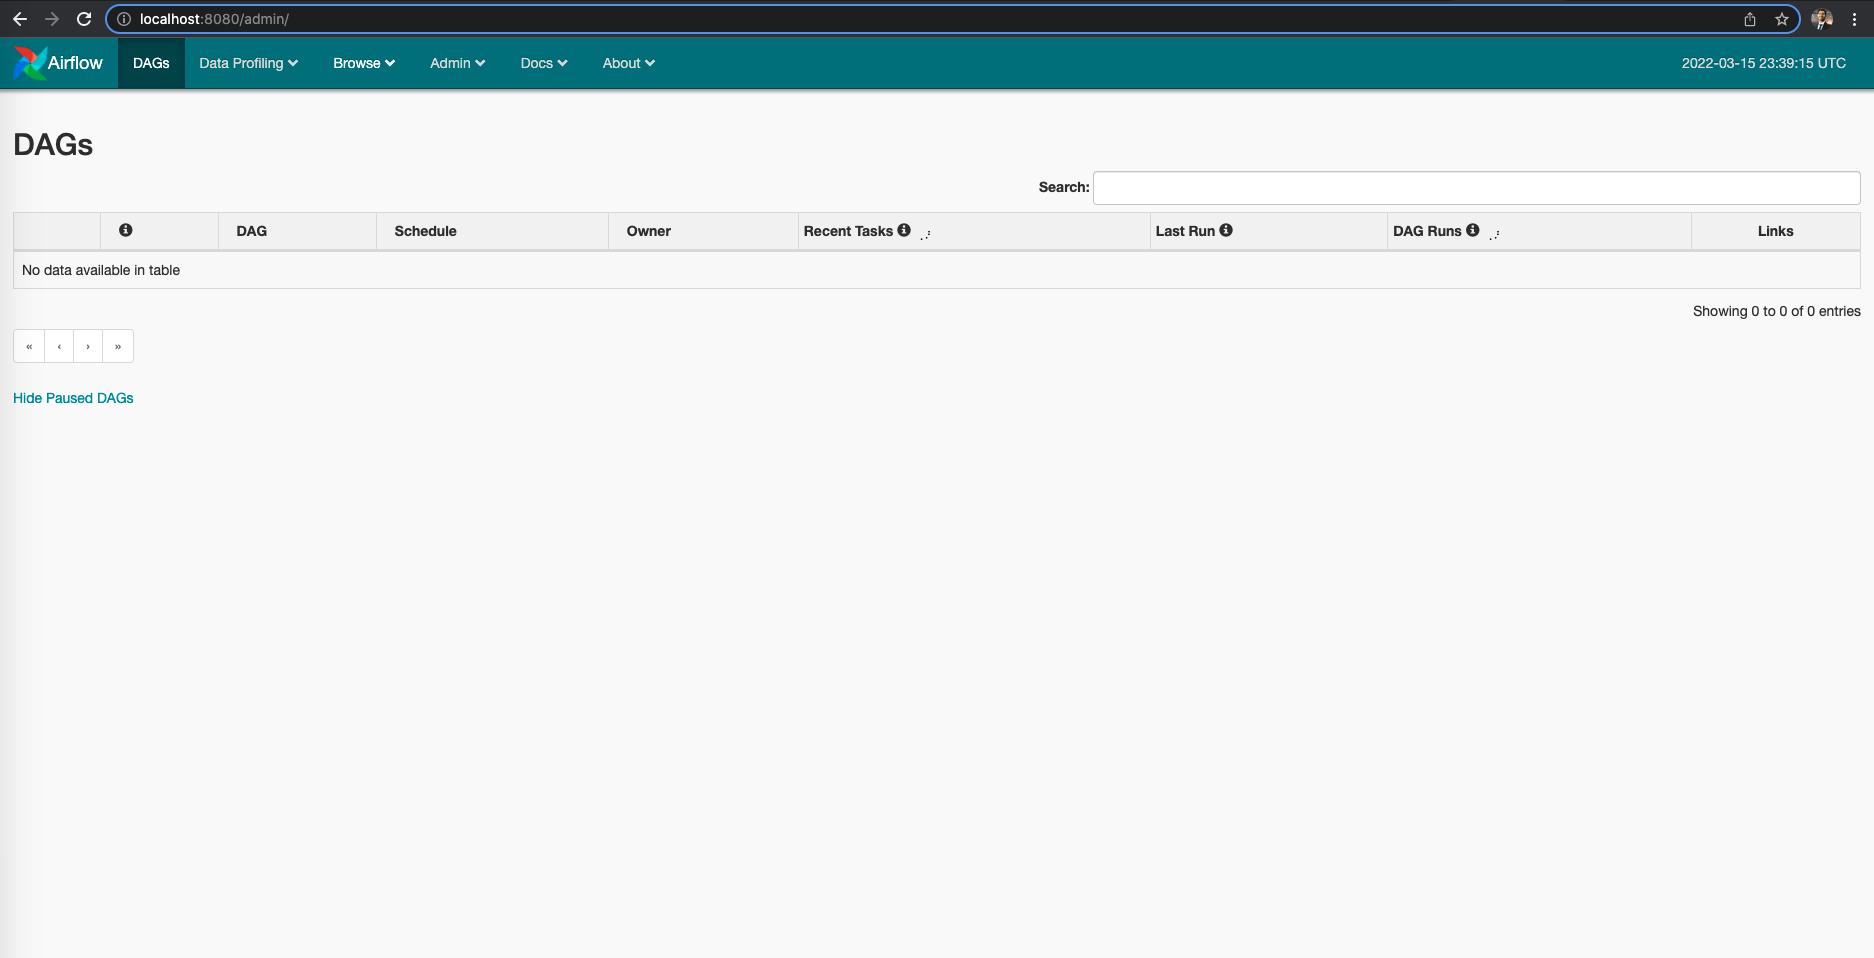 localhost:8080/admin/
Airflow DAGs Data Profiling Browse Admin Docs About 2022-03-15 23:39:15 UTC
DAGs
Search:
DAG Schedule Owner Recent Tasks Last Run DAG Runs Links
No data available in table
Showing 0 to 0 of 0 entries
« ‹ › »
Hide Paused DAGs